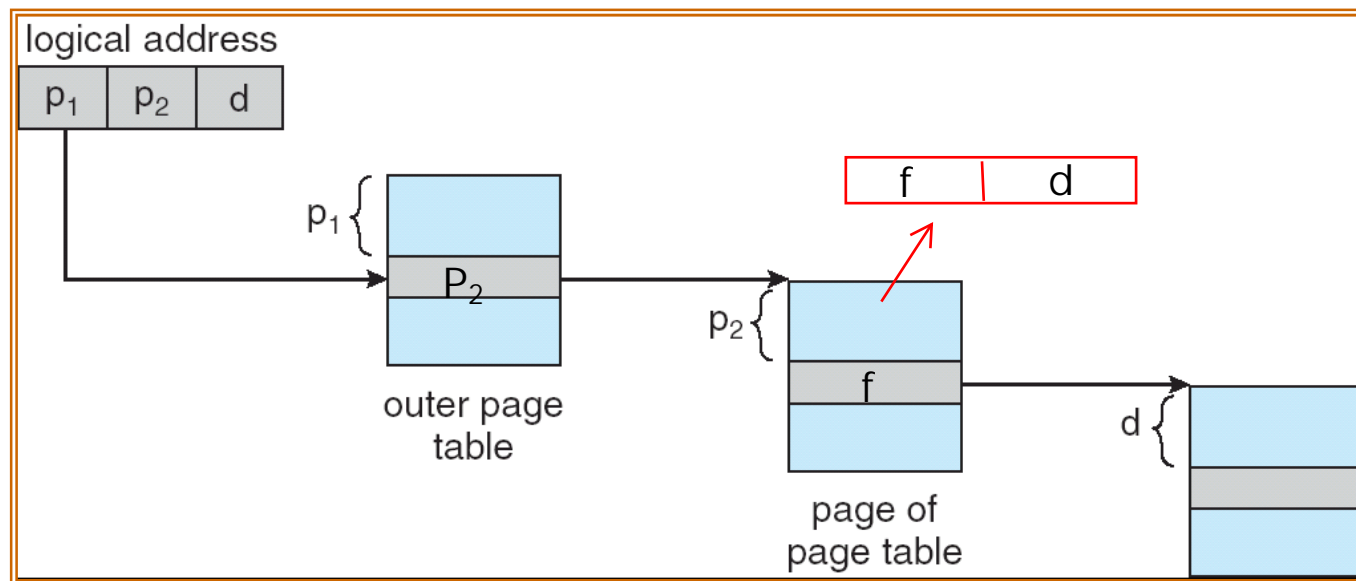 logical address
p₁ p₂ d
f d
p₁
P₂
p₂
outer page
table
f
d
page of
page table